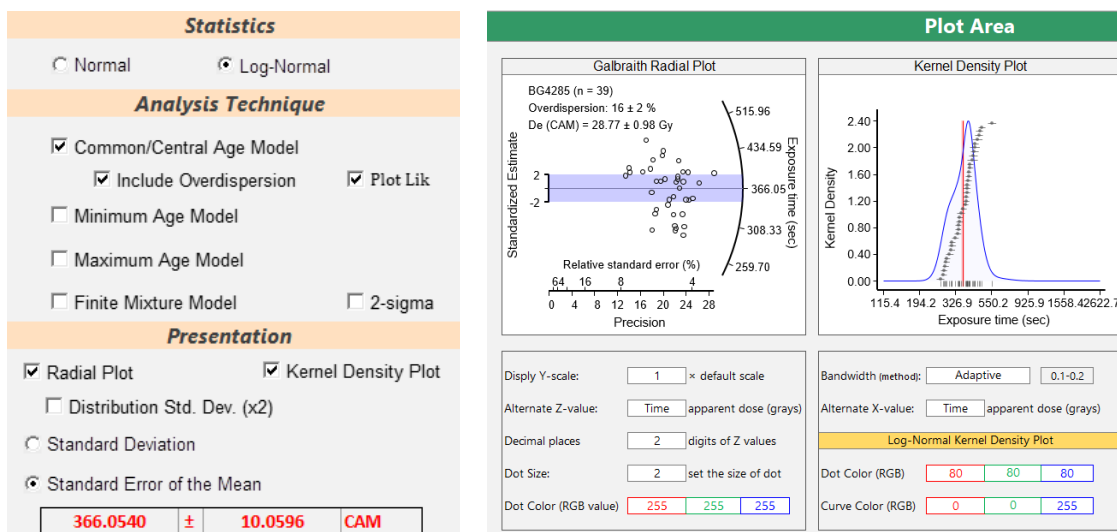 Statistics
Normal
Log-Normal
Analysis Technique
Common/Central Age Model
Include Overdispersion
Plot Lik
Minimum Age Model
Maximum Age Model
Finite Mixture Model
2-sigma
Presentation
Radial Plot
Kernel Density Plot
Distribution Std. Dev. (x2)
Standard Deviation
Standard Error of the Mean
366.0540 ± 10.0596 CAM
Plot Area
Galbraith Radial Plot
BG4285 (n = 39)
Overdispersion: 16 ± 2 %
De (CAM) = 28.77 ± 0.98 Gy
Standardized Estimate
2
-2
515.96
434.59
366.05
308.33
259.70
Exposure time (sec)
Relative standard error (%)
64 16 8 4
0 4 8 12 16 20 24 28
Precision
Kernel Density Plot
Kernel Density
2.40
2.00
1.60
1.20
0.80
0.40
0.00
115.4 194.2 326.9 550.2 925.9 1558.42622.7
Exposure time (sec)
Disply Y-scale: 1 × default scale
Alternate Z-value: Time apparent dose (grays)
Decimal places 2 digits of Z values
Dot Size: 2 set the size of dot
Dot Color (RGB value) 255 255 255
Bandwidth (method): Adaptive 0.1-0.2
Alternate X-value: Time apparent dose (grays)
Log-Normal Kernel Density Plot
Dot Color (RGB) 80 80 80
Curve Color (RGB) 0 0 255